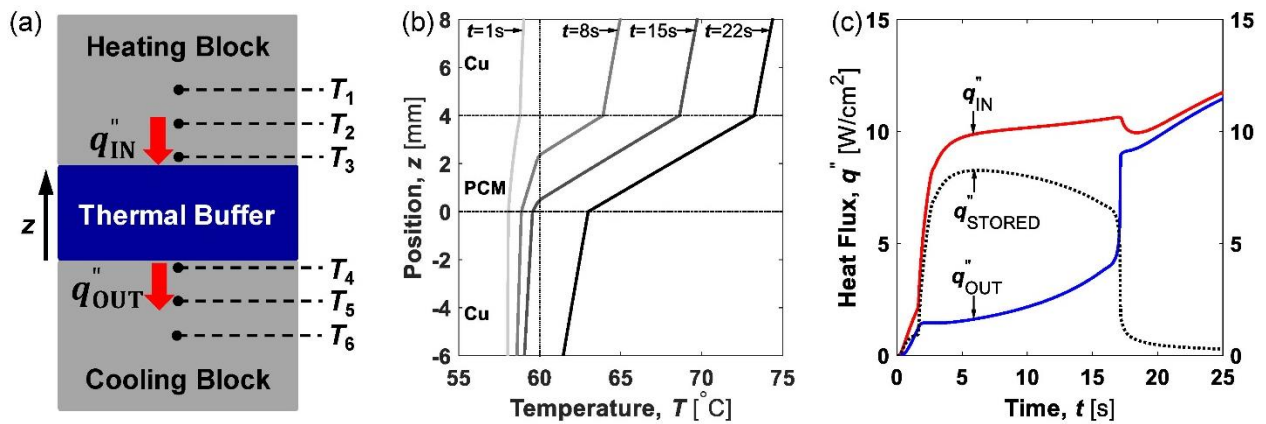 (a)
Heating Block
T1
T2
q"IN
T3
Thermal Buffer
z
T4
q"OUT
T5
T6
Cooling Block
(b)
t=1s
t=8s
t=15s
t=22s
Cu
PCM
Cu
Position, z [mm]
8
6
4
2
0
-2
-4
-6
55
60
65
70
75
Temperature, T [°C]
(c)
q"IN
q"STORED
q"OUT
Heat Flux, q" [W/cm²]
15
10
5
0
15
10
5
0
0
5
10
15
20
25
Time, t [s]